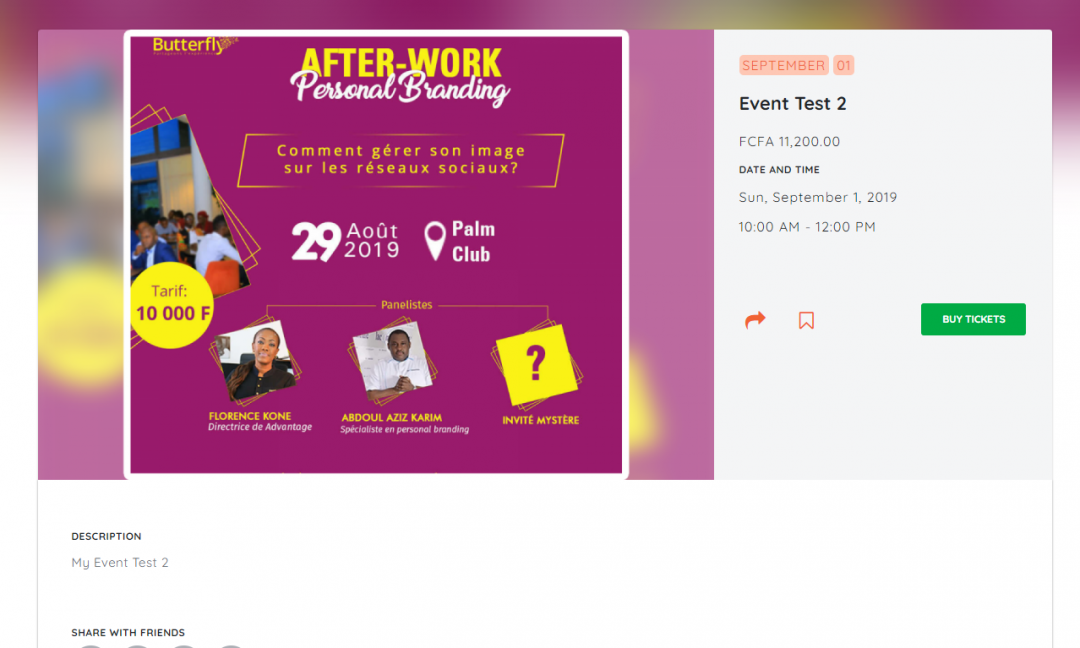 Butterfly
AFTER-WORK
Personal Branding
Comment gérer son image
sur les réseaux sociaux?
29 Août
2019
Palm
Club
Tarif:
10 000 F
Panelistes
?
FLORENCE KONE
Directrice de Advantage
ABDOUL AZIZ KARIM
Spécialiste en personal branding
INVITÉ MYSTÈRE
SEPTEMBER 01
Event Test 2
FCFA 11,200.00
DATE AND TIME
Sun, September 1, 2019
10:00 AM - 12:00 PM
BUY TICKETS
DESCRIPTION
My Event Test 2
SHARE WITH FRIENDS